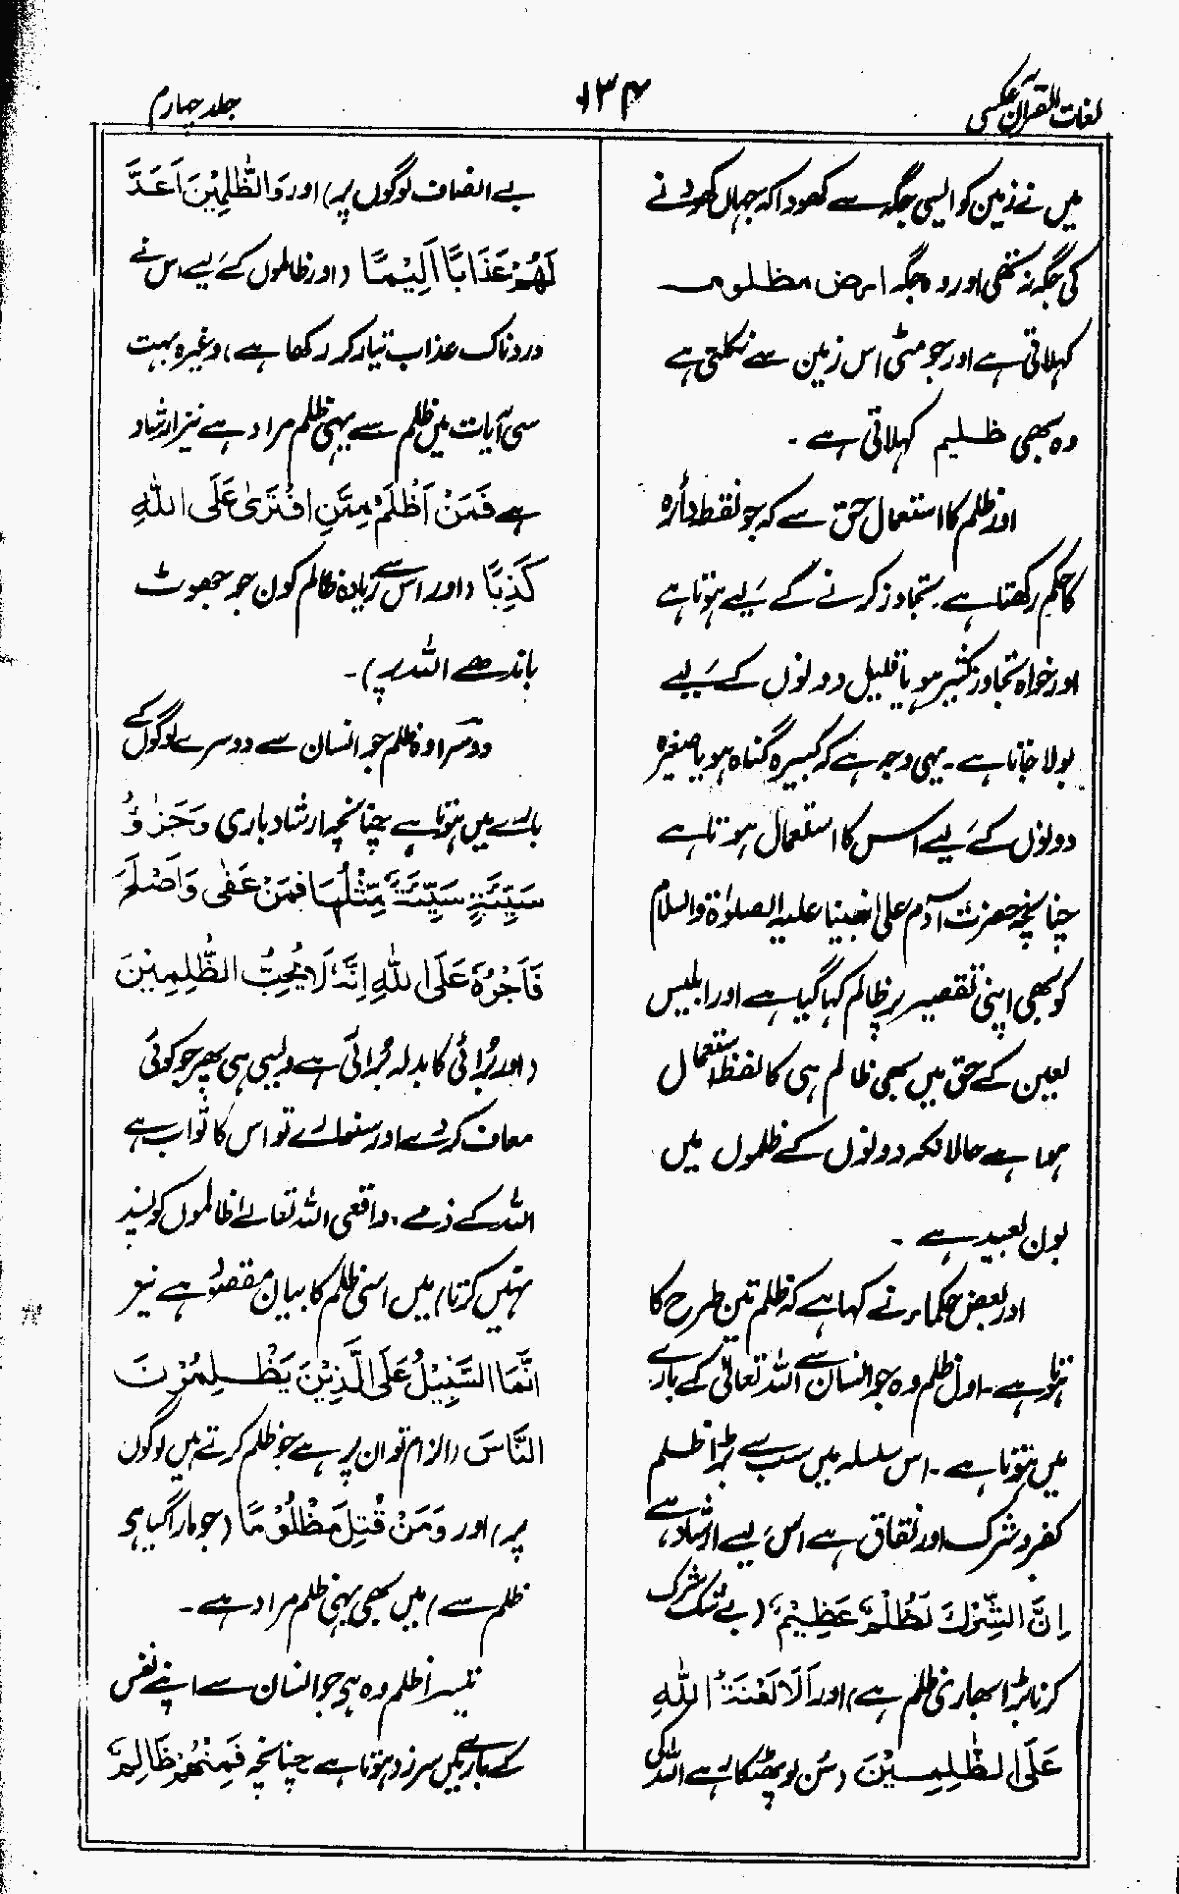 لغات القرآن عکسی
۱۳۴
جلد چہارم
میں نے زمین کو ایسی جگہ سے کھودا کہ جہاں کھودنے
کی جگہ نہ تھی اور وہ جگہ ارض مظلومہ
کہلاتی ہے اور جو مٹی اس زمین سے نکلتی ہے
وہ بھی ظلیم کہلاتی ہے ۔
اور ظلم کا استعمال حق سے کہ جو نقطہ دائرہ
کا حکم رکھتا ہے تجاوز کرنے کے لیے ہوتا ہے
اور خواہ تجاوز کثیر ہو یا قلیل دونوں کے لیے
بولا جاتا ہے ۔ یہی وجہ ہے کہ کبیرہ گناہ ہو یا صغیرہ
دونوں کے لیے اس کا استعمال ہوتا ہے
چنانچہ حضرت آدم علیٰ نبینا علیہ الصلوٰۃ والسلام
کو بھی اپنی تقصیر پر ظالم کہا گیا ہے اور ابلیس
لعین کے حق میں بھی ظالم ہی کا لفظ استعمال
ہوا ہے حالانکہ دونوں کے ظلموں میں
بون بعید ہے ۔
اور بعض حکماء نے کہا ہے کہ ظلم تین طرح کا
ہوتا ہے ۔ اول ظلم وہ جو انسان سے اللہ تعالیٰ کے بارے
میں ہوتا ہے ۔ اس سلسلہ میں سب سے بڑا ظلم
کفر و شرک اور نفاق ہے اس لیے ارشاد ہے
اِنَّ الشِّرْكَ لَظُلْمٌ عَظِیْمٌ (بے شک شرک
کرنا بڑا بھاری ظلم ہے) اور اَلَا لَعْنَةُ اللّٰهِ
عَلَی الظّٰلِمِیْنَ (سن لو پھٹکار ہے اللہ کی
بے انصاف لوگوں پر) اور وَالظّٰلِمِیْنَ اَعَدَّ
لَهُمْ عَذَابًا اَلِیْمًا (اور ظالموں کے لیے اس نے
دردناک عذاب تیار کر رکھا ہے) وغیرہ بہت
سی آیات میں ظلم سے یہی ظلم مراد ہے نیز ارشاد
ہے فَمَنْ اَظْلَمُ مِمَّنِ افْتَرٰی عَلَی اللّٰهِ
كَذِبًا (اور اس سے زیادہ ظالم کون جو جھوٹ
باندھے اللہ پر) ۔
دوسرا وہ ظلم جو انسان سے دوسرے لوگوں کے
بارے میں ہوتا ہے چنانچہ ارشاد باری وَجَزٰؤُ
سَیِّئَةٍ سَیِّئَةٌ مِّثْلُهَا فَمَنْ عَفٰی وَاَصْلَحَ
فَاَجْرُهٗ عَلَی اللّٰهِ اِنَّهٗ لَا یُحِبُّ الظّٰلِمِیْنَ
(اور برائی کا بدلہ برائی ہے ویسی ہی پھر جو کوئی
معاف کرے اور سنوارے تو اس کا ثواب ہے
اللہ کے ذمے ، واقعی اللہ تعالےٰ ظالموں کو پسند
نہیں کرتا) میں اسی ظلم کا بیان مقصود ہے نیز
اِنَّمَا السَّبِیْلُ عَلَی الَّذِیْنَ یَظْلِمُوْنَ
النَّاسَ (الزام تو ان پر ہے جو ظلم کرتے ہیں لوگوں
پر) اور وَمَنْ قُتِلَ مَظْلُوْمًا (جو مارا گیا ہے
ظلم سے) میں بھی یہی ظلم مراد ہے ۔
تیسرا ظلم وہ ہے جو انسان سے اپنے نفس
کے بارے میں سرزد ہوتا ہے چنانچہ فَمِنْهُمْ ظَالِمٌ